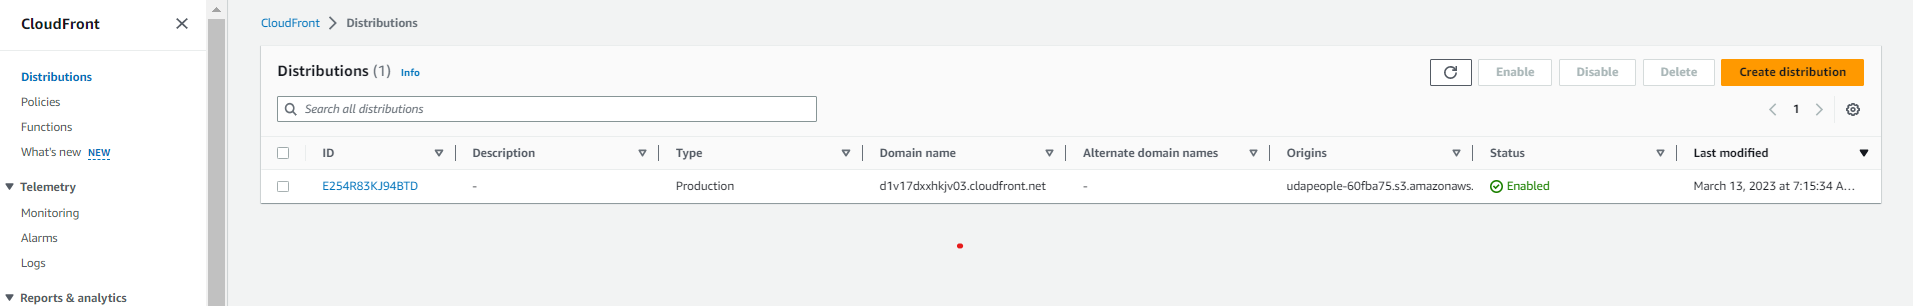 CloudFront
Distributions
Policies
Functions
What's new NEW
Telemetry
Monitoring
Alarms
Logs
Reports & analytics
CloudFront > Distributions
Distributions (1) Info
Enable Disable Delete Create distribution
Search all distributions
1
ID Description Type Domain name Alternate domain names Origins Status Last modified
E254R83KJ94BTD - Production d1v17dxxhkjv03.cloudfront.net - udapeople-60fba75.s3.amazonaws. Enabled March 13, 2023 at 7:15:34 A...